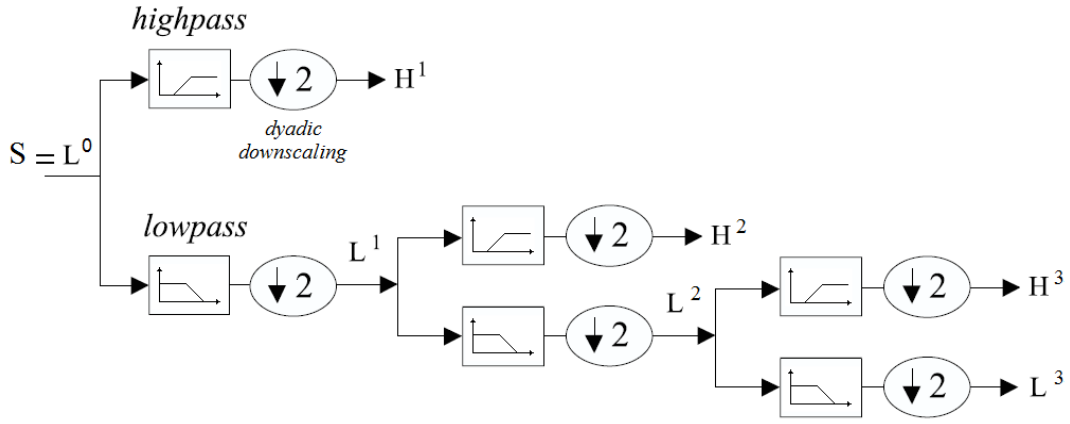 highpass
↓ 2
H¹
dyadic
downscaling
S = L⁰
lowpass
↓ 2
L¹
↓ 2
H²
↓ 2
L²
↓ 2
H³
↓ 2
L³